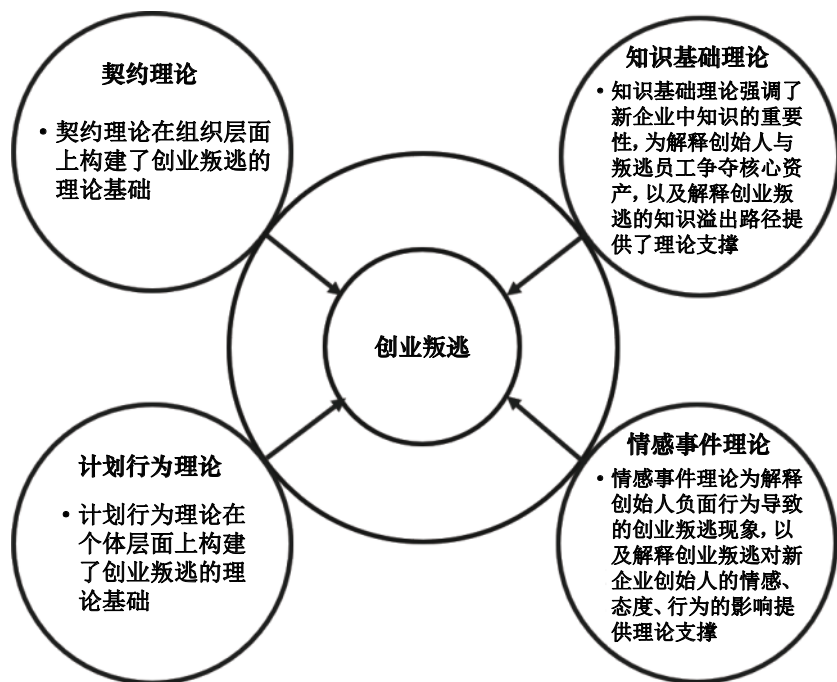 契约理论
• 契约理论在组织层面
上构建了创业叛逃的
理论基础
知识基础理论
• 知识基础理论强调了
新企业中知识的重要
性,为解释创始人与
叛逃员工争夺核心资
产,以及解释创业叛
逃的知识溢出路径提
供了理论支撑
创业叛逃
计划行为理论
• 计划行为理论在
个体层面上构建
了创业叛逃的理
论基础
情感事件理论
• 情感事件理论为解释
创始人负面行为导致
的创业叛逃现象,以
及解释创业叛逃对新
企业创始人的情感、
态度、行为的影响提
供理论支撑